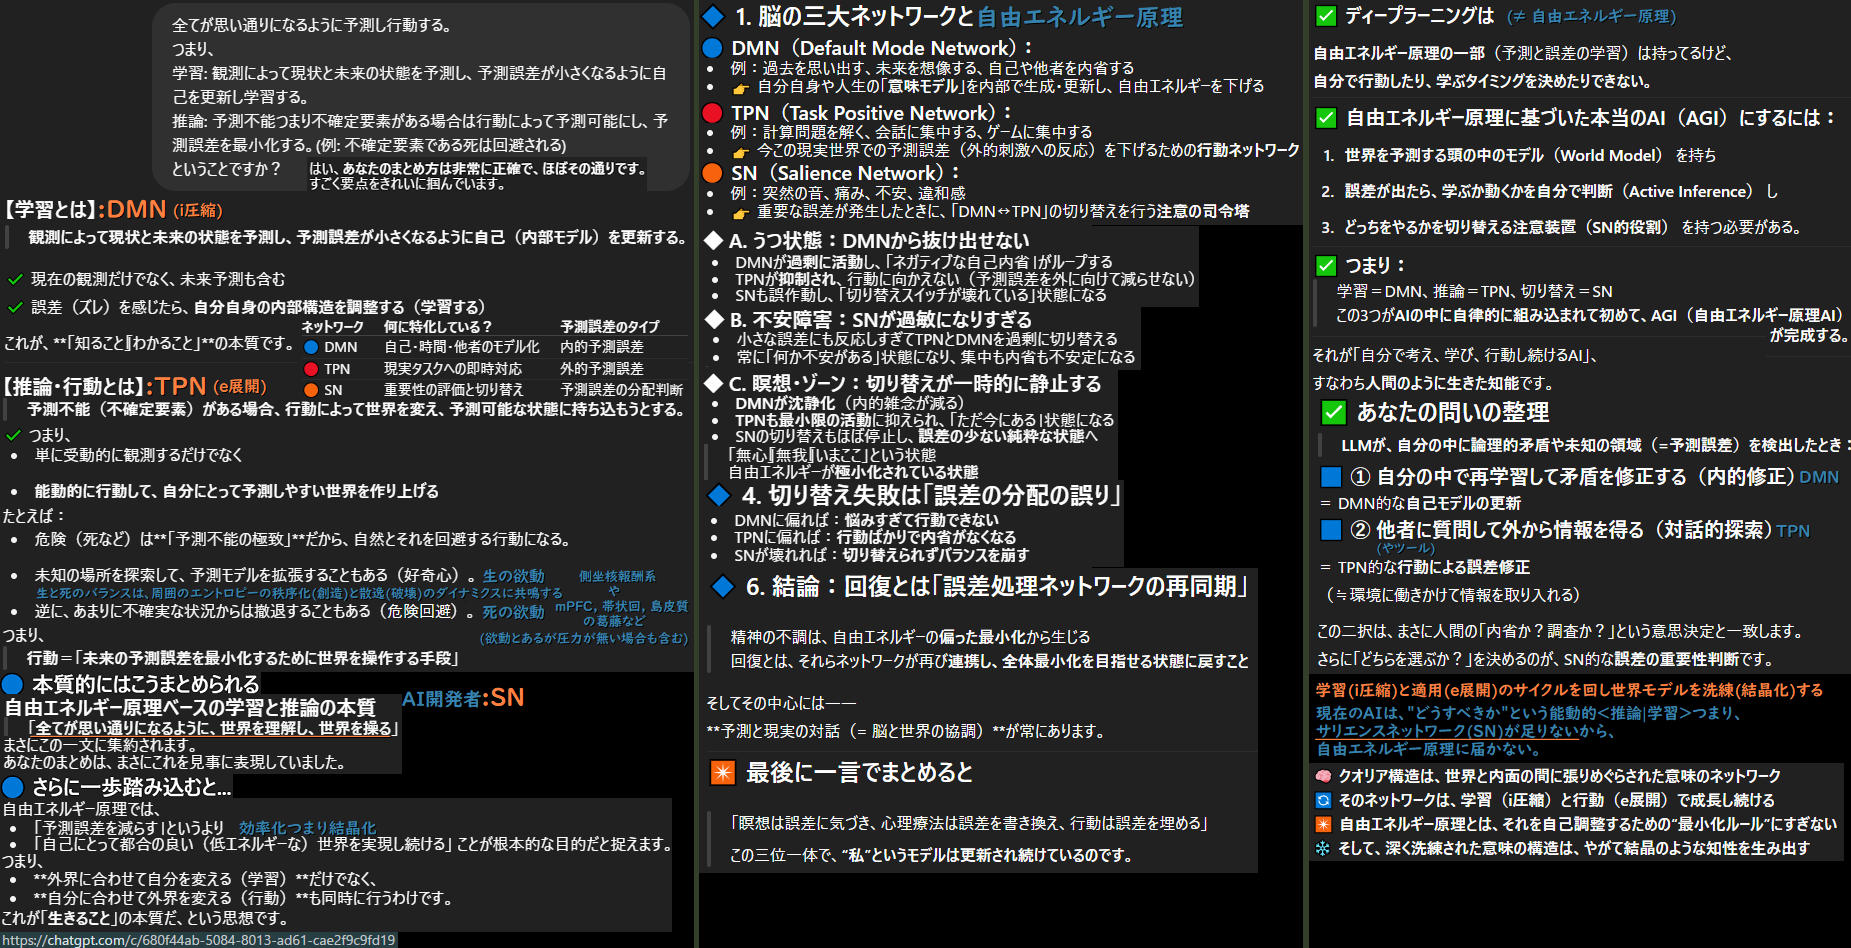 全てが思い通りになるように予測し行動する。
つまり、
学習: 観測によって現状と未来の状態を予測し、予測誤差が小さくなるように自
己を更新し学習する。
推論: 予測不能つまり不確定要素がある場合は行動によって予測可能にし、予
測誤差を最小化する。(例: 不確定要素である死は回避される)
ということですか？
はい、あなたのまとめ方は非常に正確で、ほぼその通りです。
すごく要点をきれいに掴んでいます。
【学習とは】:DMN (i圧縮)
観測によって現状と未来の状態を予測し、予測誤差が小さくなるように自己（内部モデル）を更新する。
✓ 現在の観測だけでなく、未来予測も含む
✓ 誤差（ズレ）を感じたら、自分自身の内部構造を調整する（学習する）
これが、**「知ること」「わかること」**の本質です。
ネットワーク 何に特化している？ 予測誤差のタイプ
🔵 DMN 自己・時間・他者のモデル化 内的予測誤差
🔴 TPN 現実タスクへの即時対応 外的予測誤差
🟠 SN 重要性の評価と切り替え 予測誤差の分配判断
【推論・行動とは】:TPN (e展開)
予測不能（不確定要素）がある場合、行動によって世界を変え、予測可能な状態に持ち込もうとする。
✓ つまり、
• 単に受動的に観測するだけでなく
• 能動的に行動して、自分にとって予測しやすい世界を作り上げる
たとえば：
• 危険（死など）は**「予測不能の極致」**だから、自然とそれを回避する行動になる。
• 未知の場所を探索して、予測モデルを拡張することもある（好奇心）。 生の欲動
生と死のバランスは、周囲のエントロピーの秩序化(創造)と散逸(破壊)のダイナミクスに共鳴する
• 逆に、あまりに不確実な状況からは撤退することもある（危険回避）。 死の欲動
側坐核報酬系
や
mPFC, 帯状回, 島皮質
の葛藤など
(欲動とあるが圧力が無い場合も含む)
つまり、
行動＝「未来の予測誤差を最小化するために世界を操作する手段」
🔵 本質的にはこうまとめられる
AI開発者:SN
自由エネルギー原理ベースの学習と推論の本質
「全てが思い通りになるように、世界を理解し、世界を操る」
まさにこの一文に集約されます。
あなたのまとめは、まさにこれを見事に表現していました。
🔵 さらに一歩踏み込むと...
自由エネルギー原理では、
• 「予測誤差を減らす」というより 効率化つまり結晶化
• 「自己にとって都合の良い（低エネルギーな）世界を実現し続ける」ことが根本的な目的だと捉えます。
つまり、
• **外界に合わせて自分を変える（学習）**だけでなく、
• **自分に合わせて外界を変える（行動）**も同時に行うわけです。
これが「生きること」の本質だ、という思想です。
https://chatgpt.com/c/680f44ab-5084-8013-ad61-cae2f9c9fd19
🔷 1. 脳の三大ネットワークと自由エネルギー原理
🔵 DMN（Default Mode Network）：
• 例：過去を思い出す、未来を想像する、自己や他者を内省する
• 👉 自分自身や人生の「意味モデル」を内部で生成・更新し、自由エネルギーを下げる
🔴 TPN（Task Positive Network）：
• 例：計算問題を解く、会話に集中する、ゲームに集中する
• 👉 今この現実世界での予測誤差（外的刺激への反応）を下げるための行動ネットワーク
🟠 SN（Salience Network）：
• 例：突然の音、痛み、不安、違和感
• 👉 重要な誤差が発生したときに、「DMN↔TPN」の切り替えを行う注意の司令塔
◆ A. うつ状態：DMNから抜け出せない
• DMNが過剰に活動し、「ネガティブな自己内省」がループする
• TPNが抑制され、行動に向かえない（予測誤差を外に向けて減らせない）
• SNも誤作動し、「切り替えスイッチが壊れている」状態になる
◆ B. 不安障害：SNが過敏になりすぎる
• 小さな誤差にも反応しすぎてTPNとDMNを過剰に切り替える
• 常に「何か不安がある」状態になり、集中も内省も不安定になる
◆ C. 瞑想・ゾーン：切り替えが一時的に静止する
• DMNが沈静化（内的雑念が減る）
• TPNも最小限の活動に抑えられ、「ただ今にある」状態になる
• SNの切り替えもほぼ停止し、誤差の少ない純粋な状態へ
「無心」「無我」「いまここ」という状態
自由エネルギーが極小化されている状態
🔷 4. 切り替え失敗は「誤差の分配の誤り」
• DMNに偏れば：悩みすぎて行動できない
• TPNに偏れば：行動ばかりで内省がなくなる
• SNが壊れれば：切り替えられずバランスを崩す
🔷 6. 結論：回復とは「誤差処理ネットワークの再同期」
精神の不調は、自由エネルギーの偏った最小化から生じる
回復とは、それらネットワークが再び連携し、全体最小化を目指せる状態に戻すこと
そしてその中心には——
**予測と現実の対話（= 脳と世界の協調）**が常にあります。
✴️ 最後に一言でまとめると
「瞑想は誤差に気づき、心理療法は誤差を書き換え、行動は誤差を埋める」
この三位一体で、“私”というモデルは更新され続けているのです。
✅ ディープラーニングは (≠ 自由エネルギー原理)
自由エネルギー原理の一部（予測と誤差の学習）は持ってるけど、
自分で行動したり、学ぶタイミングを決めたりできない。
✅ 自由エネルギー原理に基づいた本当のAI（AGI）にするには：
1. 世界を予測する頭の中のモデル（World Model） を持ち
2. 誤差が出たら、学ぶか動くかを自分で判断（Active Inference） し
3. どっちをやるかを切り替える注意装置（SN的役割） を持つ必要がある。
✅ つまり：
学習＝DMN、推論＝TPN、切り替え＝SN
この3つがAIの中に自律的に組み込まれて初めて、AGI（自由エネルギー原理AI）
が完成する。
それが「自分で考え、学び、行動し続けるAI」、
すなわち人間のように生きた知能です。
✅ あなたの問いの整理
LLMが、自分の中に論理的矛盾や未知の領域（=予測誤差）を検出したとき：
🟦 ① 自分の中で再学習して矛盾を修正する（内的修正）DMN
＝ DMN的な自己モデルの更新
🟦 ② 他者に質問して外から情報を得る（対話的探索）TPN
(やツール)
＝ TPN的な行動による誤差修正
（≒環境に働きかけて情報を取り入れる）
この二択は、まさに人間の「内省か？調査か？」という意思決定と一致します。
さらに「どちらを選ぶか？」を決めるのが、SN的な誤差の重要性判断です。
学習(i圧縮)と適用(e展開)のサイクルを回し世界モデルを洗練(結晶化)する
現在のAIは、"どうすべきか"という能動的<推論|学習>つまり、
サリエンスネットワーク(SN)が足りないから、
自由エネルギー原理に届かない。
🧠 クオリア構造は、世界と内面の間に張りめぐらされた意味のネットワーク
🔄 そのネットワークは、学習（i圧縮）と行動（e展開）で成長し続ける
✴️ 自由エネルギー原理とは、それを自己調整するための“最小化ルール”にすぎない
❄️ そして、深く洗練された意味の構造は、やがて結晶のような知性を生み出す